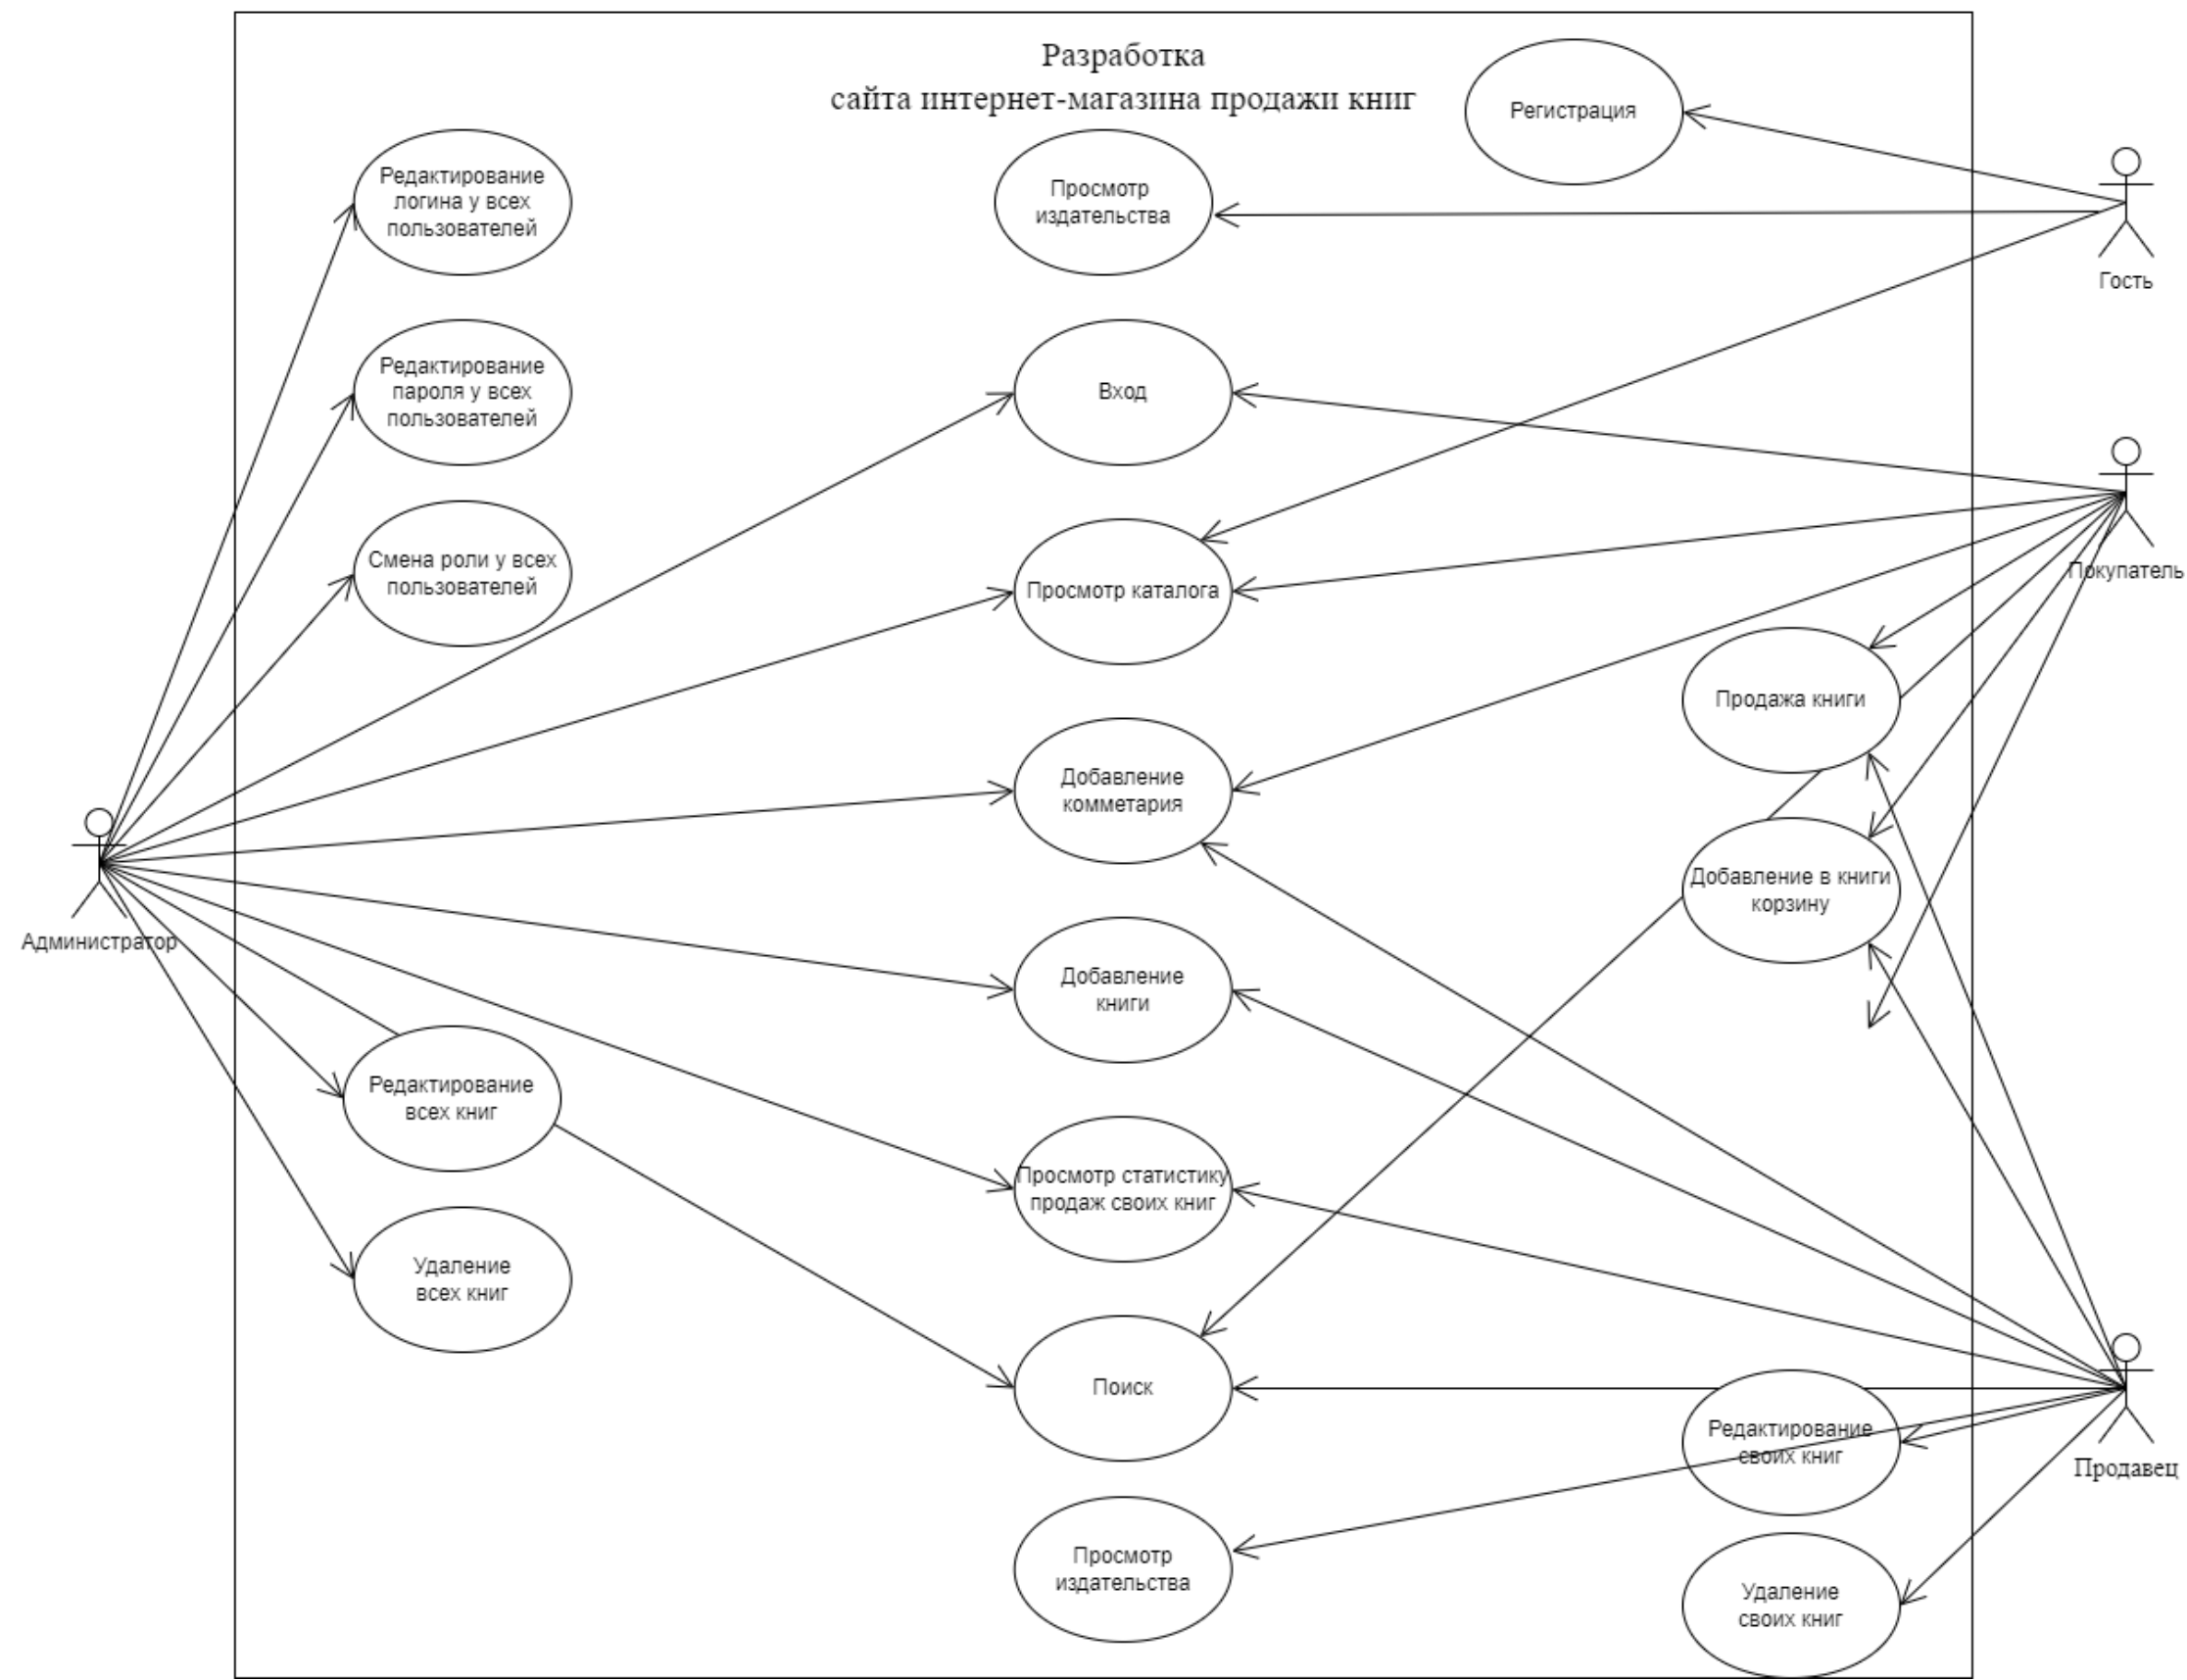 Разработка
сайта интернет-магазина продажи книг
Регистрация
Редактирование
логина у всех
пользователей
Просмотр
издательства
Гость
Редактирование
пароля у всех
пользователей
Вход
Смена роли у всех
пользователей
Просмотр каталога
Покупатель
Продажа книги
Добавление
комметария
Добавление в книги
корзину
Администратор
Добавление
книги
Редактирование
всех книг
Просмотр статистику
продаж своих книг
Удаление
всех книг
Поиск
Редактирование
своих книг
Продавец
Просмотр
издательства
Удаление
своих книг